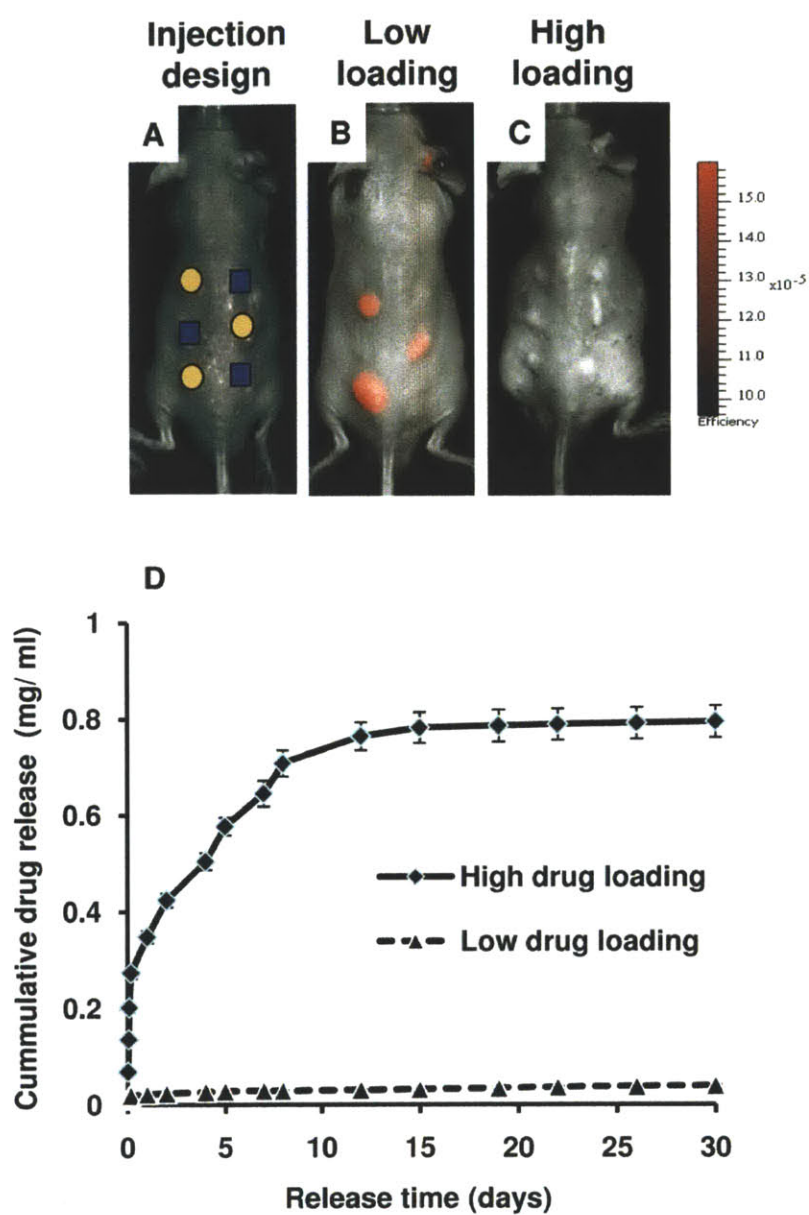 Injection design
Low loading
High loading
A
B
C
15.0
14.0
13.0 x10-5
12.0
11.0
10.0
Efficiency
D
Cummulative drug release (mg/ ml)
1
0.8
0.6
0.4
0.2
0
High drug loading
Low drug loading
0 5 10 15 20 25 30
Release time (days)